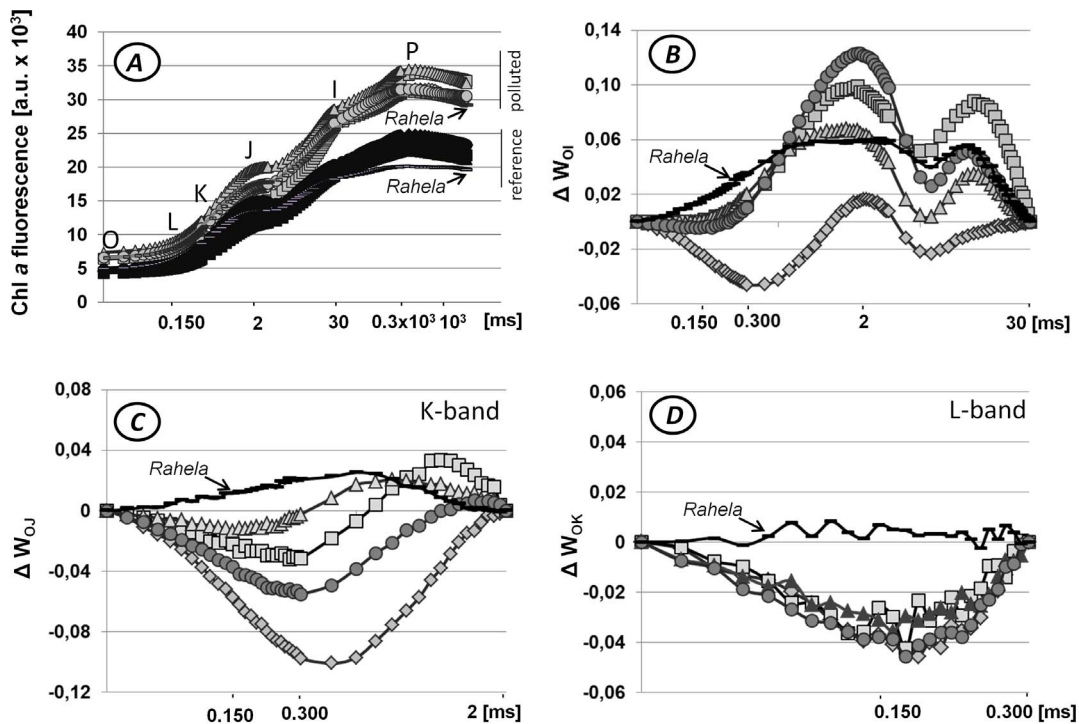 A
Chl a fluorescence [a.u. x 10³]
40
35
30
25
20
15
10
5
0
O
L
K
J
I
P
Rahela
polluted
Rahela
reference
0.150
2
30
0.3x10³
10³
[ms]
B
Δ W_OI
0,14
0,10
0,06
0,02
-0,02
-0,06
Rahela
0.150
0.300
2
30 [ms]
C
K-band
Δ W_OJ
0,08
0,04
0
-0,04
-0,08
-0,12
Rahela
0.150
0.300
2 [ms]
D
L-band
Δ W_OK
0,06
0,04
0,02
0
-0,02
-0,04
-0,06
Rahela
0.150
0.300 [ms]